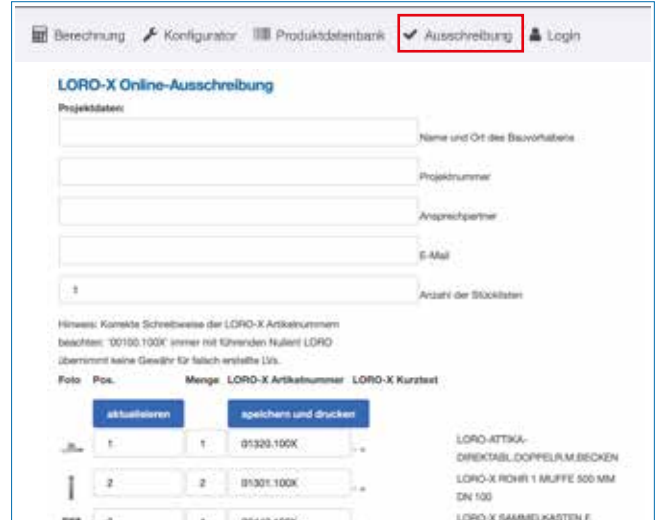 Berechnung Konfigurator Produktdatenbank Ausschreibung Login
LORO-X Online-Ausschreibung
Projektdaten:
Name und Ort des Bauvorhabens
Projektnummer
Ansprechpartner
E-Mail
1 Anzahl der Stücklisten
Hinweis: Korrekte Schreibweise der LORO-X Artikelnummern
beachten: '00100.100X' immer mit führenden Nullen! LORO
übernimmt keine Gewähr für falsch erstellte LVs.
Foto Pos. Menge LORO-X Artikelnummer LORO-X Kurztext
aktualisieren speichern und drucken
1 1 01320.100X LORO-ATTIKA-
DIREKTABL.DOPPELR.M.BECKEN
2 2 01301.100X LORO-X ROHR 1 MUFFE 500 MM
DN 100
LORO-X SAMMELKASTEN F.